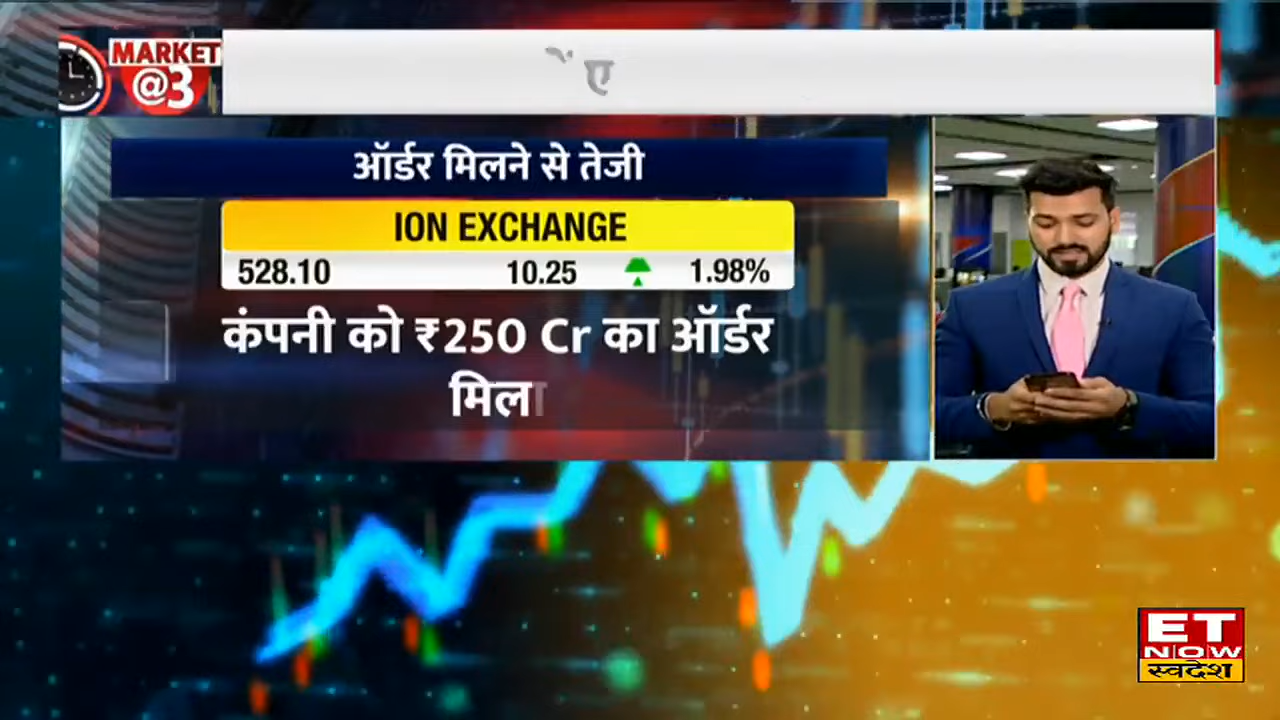 MARKET
@3
ए
ऑर्डर मिलने से तेजी
ION EXCHANGE
528.10 10.25 1.98%
कंपनी को ₹250 Cr का ऑर्डर
मिला
ET
NOW
स्वदेश